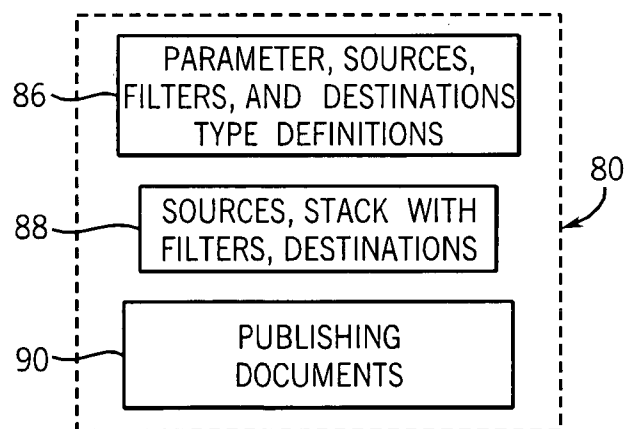 PARAMETER, SOURCES,
86
FILTERS, AND DESTINATIONS
TYPE DEFINITIONS
80
88
SOURCES, STACK WITH
FILTERS, DESTINATIONS
90
PUBLISHING
DOCUMENTS